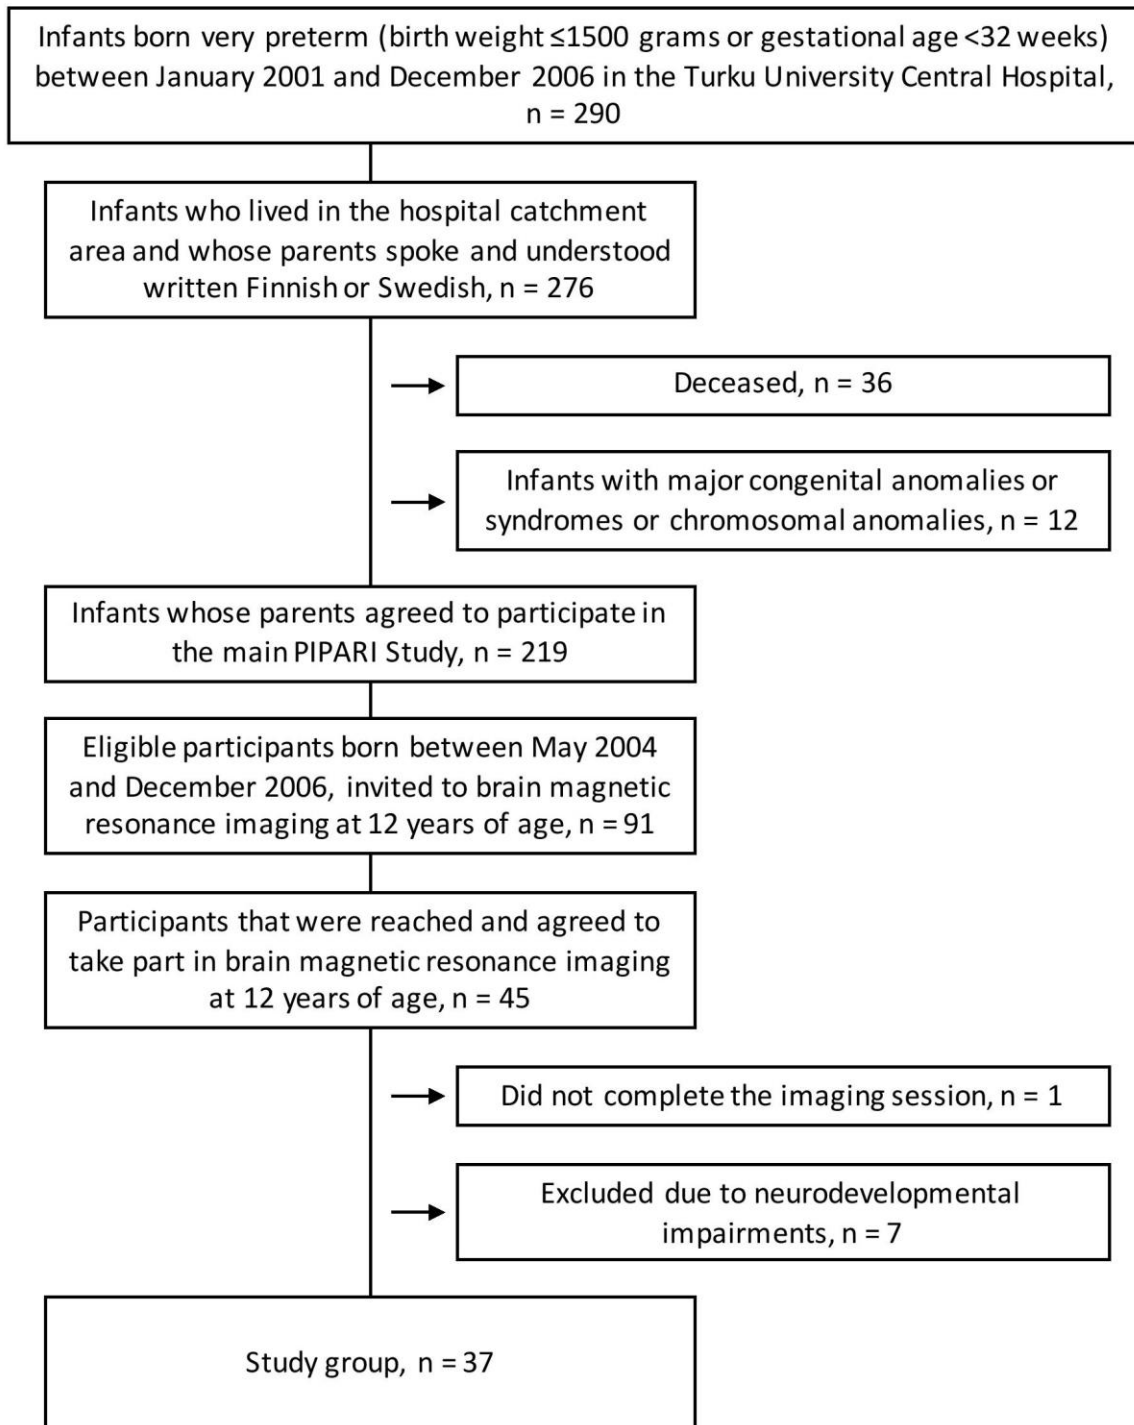 Infants born very preterm (birth weight ≤1500 grams or gestational age <32 weeks)
between January 2001 and December 2006 in the Turku University Central Hospital,
n = 290
Infants who lived in the hospital catchment
area and whose parents spoke and understood
written Finnish or Swedish, n = 276
Deceased, n = 36
Infants with major congenital anomalies or
syndromes or chromosomal anomalies, n = 12
Infants whose parents agreed to participate in
the main PIPARI Study, n = 219
Eligible participants born between May 2004
and December 2006, invited to brain magnetic
resonance imaging at 12 years of age, n = 91
Participants that were reached and agreed to
take part in brain magnetic resonance imaging
at 12 years of age, n = 45
Did not complete the imaging session, n = 1
Excluded due to neurodevelopmental
impairments, n = 7
Study group, n = 37